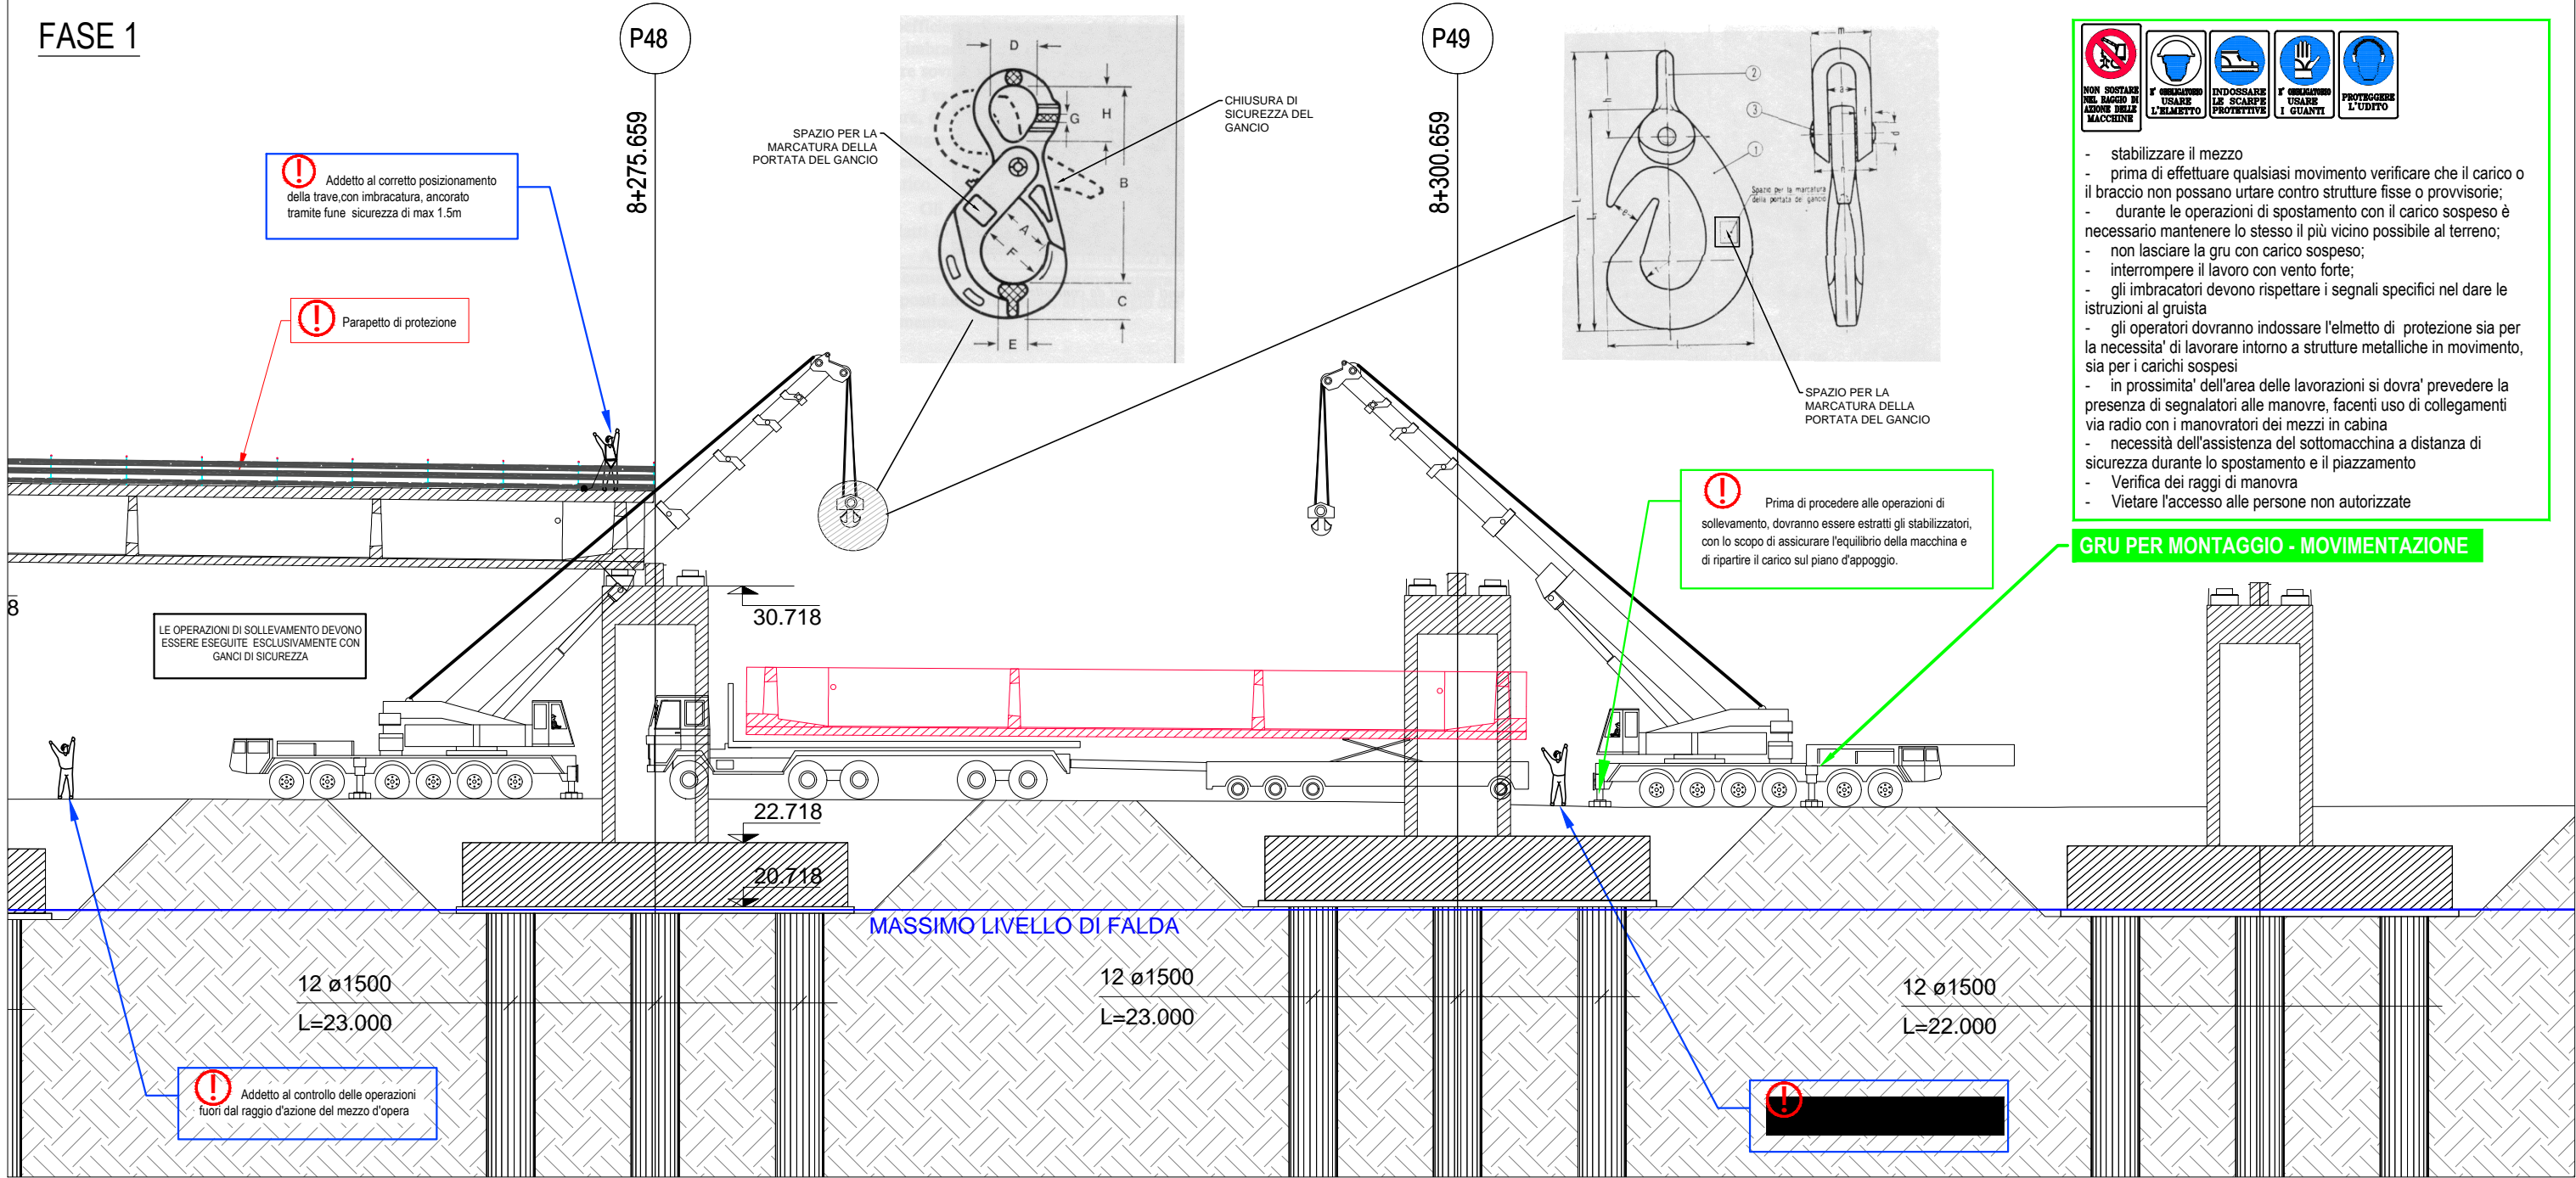 FASE 1
P48
8+275.659
P49
8+300.659
Addetto al corretto posizionamento
della trave,con imbracatura, ancorato
tramite fune sicurezza di max 1.5m
Parapetto di protezione
SPAZIO PER LA
MARCATURA DELLA
PORTATA DEL GANCIO
CHIUSURA DI
SICUREZZA DEL
GANCIO
D
H
G
B
A
F
C
E
m
h
2
3
1
a
f
d
n
L
e
r
l
Spazio per la marcatura
della portata del gancio
SPAZIO PER LA
MARCATURA DELLA
PORTATA DEL GANCIO
NON SOSTARE
NEL RAGGIO DI
AZIONE DELLE
MACCHINE
E' OBBLIGATORIO
USARE
L'ELMETTO
INDOSSARE
LE SCARPE
PROTETTIVE
E' OBBLIGATORIO
USARE
I GUANTI
PROTEGGERE
L'UDITO
- stabilizzare il mezzo
- prima di effettuare qualsiasi movimento verificare che il carico o
il braccio non possano urtare contro strutture fisse o provvisorie;
- durante le operazioni di spostamento con il carico sospeso è
necessario mantenere lo stesso il più vicino possibile al terreno;
- non lasciare la gru con carico sospeso;
- interrompere il lavoro con vento forte;
- gli imbracatori devono rispettare i segnali specifici nel dare le
istruzioni al gruista
- gli operatori dovranno indossare l'elmetto di protezione sia per
la necessita' di lavorare intorno a strutture metalliche in movimento,
sia per i carichi sospesi
- in prossimita' dell'area delle lavorazioni si dovra' prevedere la
presenza di segnalatori alle manovre, facenti uso di collegamenti
via radio con i manovratori dei mezzi in cabina
- necessità dell'assistenza del sottomacchina a distanza di
sicurezza durante lo spostamento e il piazzamento
- Verifica dei raggi di manovra
- Vietare l'accesso alle persone non autorizzate
GRU PER MONTAGGIO - MOVIMENTAZIONE
Prima di procedere alle operazioni di
sollevamento, dovranno essere estratti gli stabilizzatori,
con lo scopo di assicurare l'equilibrio della macchina e
di ripartire il carico sul piano d'appoggio.
8
LE OPERAZIONI DI SOLLEVAMENTO DEVONO
ESSERE ESEGUITE ESCLUSIVAMENTE CON
GANCI DI SICUREZZA
30.718
22.718
20.718
MASSIMO LIVELLO DI FALDA
12 ø1500
L=23.000
12 ø1500
L=23.000
12 ø1500
L=22.000
Addetto al controllo delle operazioni
fuori dal raggio d'azione del mezzo d'opera